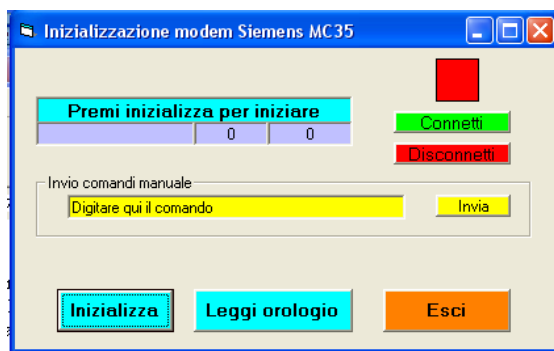 Inizializzazione modem Siemens MC35
Premi inizializza per iniziare
0 0
Connetti
Disconnetti
Invio comandi manuale
Digitare qui il comando
Invia
Inizializza
Leggi orologio
Esci